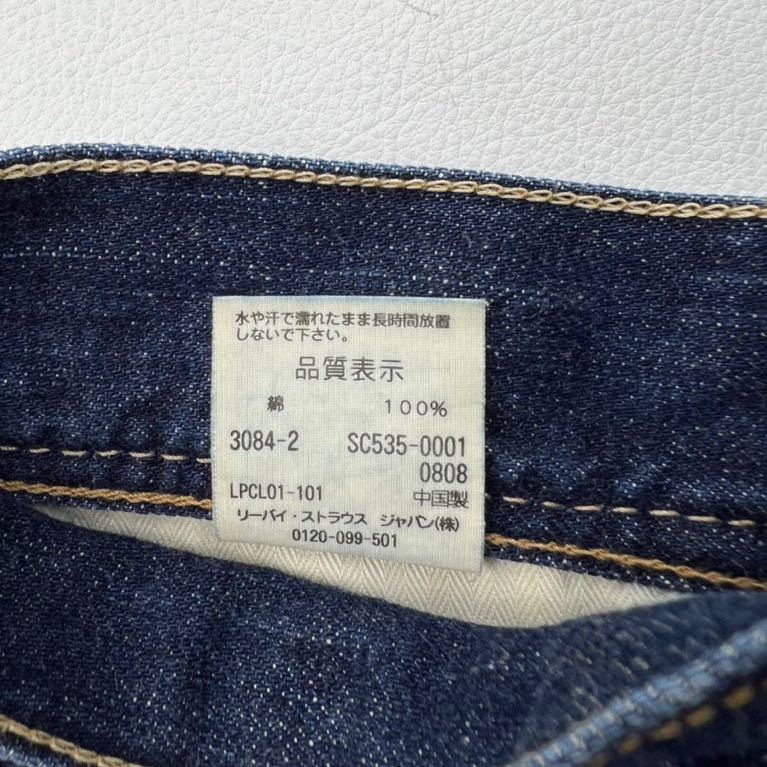 水や汗で濡れたまま長時間放置
しないで下さい。
品質表示
綿 100%
3084-2 SC535-0001
0808
LPCL01-101 中国製
リーバイ・ストラウス ジャパン(株)
0120-099-501